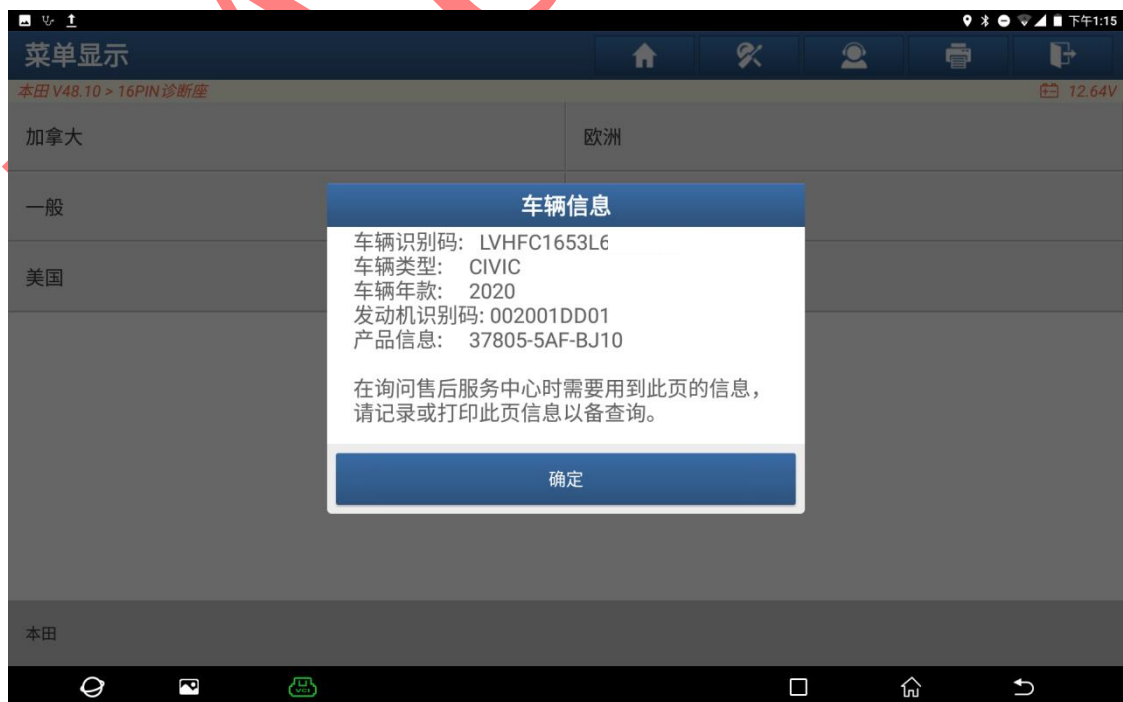 下午1:15
菜单显示
本田 V48.10 > 16PIN诊断座
12.64V
加拿大
欧洲
一般
美国
车辆信息
车辆识别码: LVHFC1653L6
车辆类型: CIVIC
车辆年款: 2020
发动机识别码: 002001DD01
产品信息: 37805-5AF-BJ10
在询问售后服务中心时需要用到此页的信息，
请记录或打印此页信息以备查询。
确定
本田
VCI